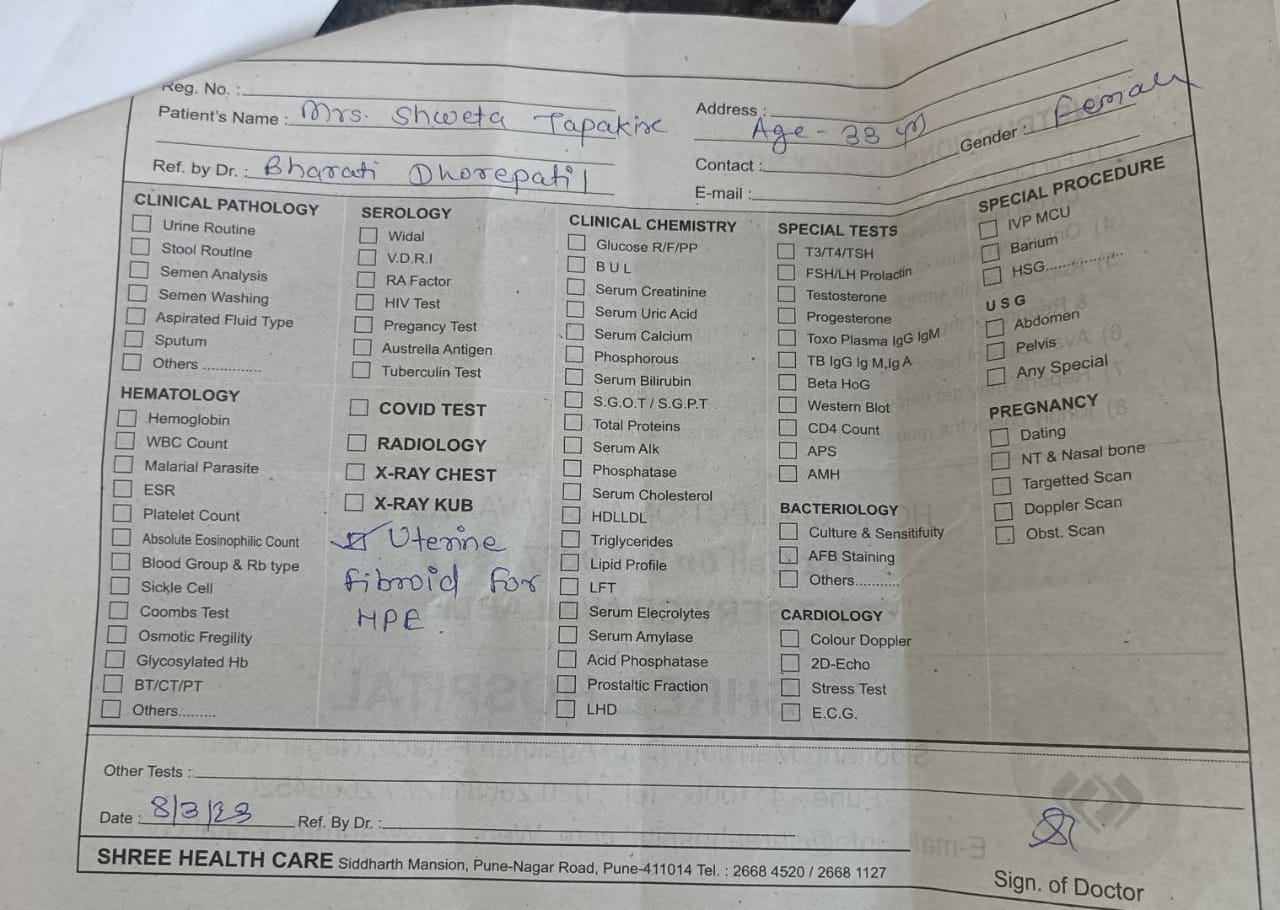 Reg. No. :
Patient's Name : Mrs. Shweta Tapakire
Address :
Age - 38 yr
Gender : Female
Ref. by Dr. : Bharati Dhorepatil
Contact :
E-mail :
CLINICAL PATHOLOGY
Urine Routine
Stool Routine
Semen Analysis
Semen Washing
Aspirated Fluid Type
Sputum
Others .............
HEMATOLOGY
Hemoglobin
WBC Count
Malarial Parasite
ESR
Platelet Count
Absolute Eosinophilic Count
Blood Group & Rb type
Sickle Cell
Coombs Test
Osmotic Fregility
Glycosylated Hb
BT/CT/PT
Others.........
SEROLOGY
Widal
V.D.R.I
RA Factor
HIV Test
Pregancy Test
Austrella Antigen
Tuberculin Test
COVID TEST
RADIOLOGY
X-RAY CHEST
X-RAY KUB
Uterine
fibroid for
HPE.
CLINICAL CHEMISTRY
Glucose R/F/PP
B U L
Serum Creatinine
Serum Uric Acid
Serum Calcium
Phosphorous
Serum Bilirubin
S.G.O.T / S.G.P.T
Total Proteins
Serum Alk
Phosphatase
Serum Cholesterol
HDLLDL
Triglycerides
Lipid Profile
LFT
Serum Elecrolytes
Serum Amylase
Acid Phosphatase
Prostaltic Fraction
LHD
SPECIAL TESTS
T3/T4/TSH
FSH/LH Prolactin
Testosterone
Progesterone
Toxo Plasma IgG IgM
TB IgG Ig M,Ig A
Beta HoG
Western Blot
CD4 Count
APS
AMH
BACTERIOLOGY
Culture & Sensitifuity
AFB Staining
Others...........
CARDIOLOGY
Colour Doppler
2D-Echo
Stress Test
E.C.G.
SPECIAL PROCEDURE
IVP MCU
Barium
HSG..................
U S G
Abdomen
Pelvis
Any Special
PREGNANCY
Dating
NT & Nasal bone
Targetted Scan
Doppler Scan
Obst. Scan
Other Tests :
Date : 8/3/23 Ref. By Dr. :
SHREE HEALTH CARE Siddharth Mansion, Pune-Nagar Road, Pune-411014 Tel. : 2668 4520 / 2668 1127
Sign. of Doctor